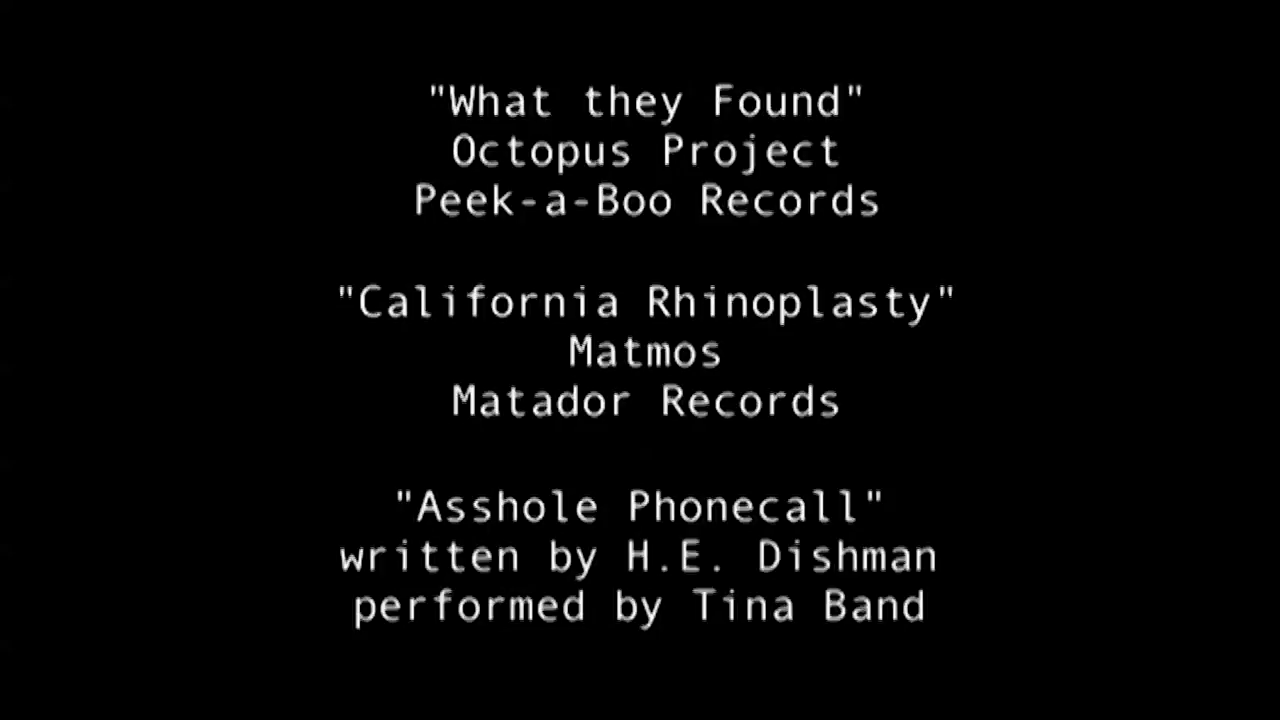 "What they Found"
Octopus Project
Peek-a-Boo Records
"California Rhinoplasty"
Matmos
Matador Records
"Asshole Phonecall"
written by H.E. Dishman
performed by Tina Band